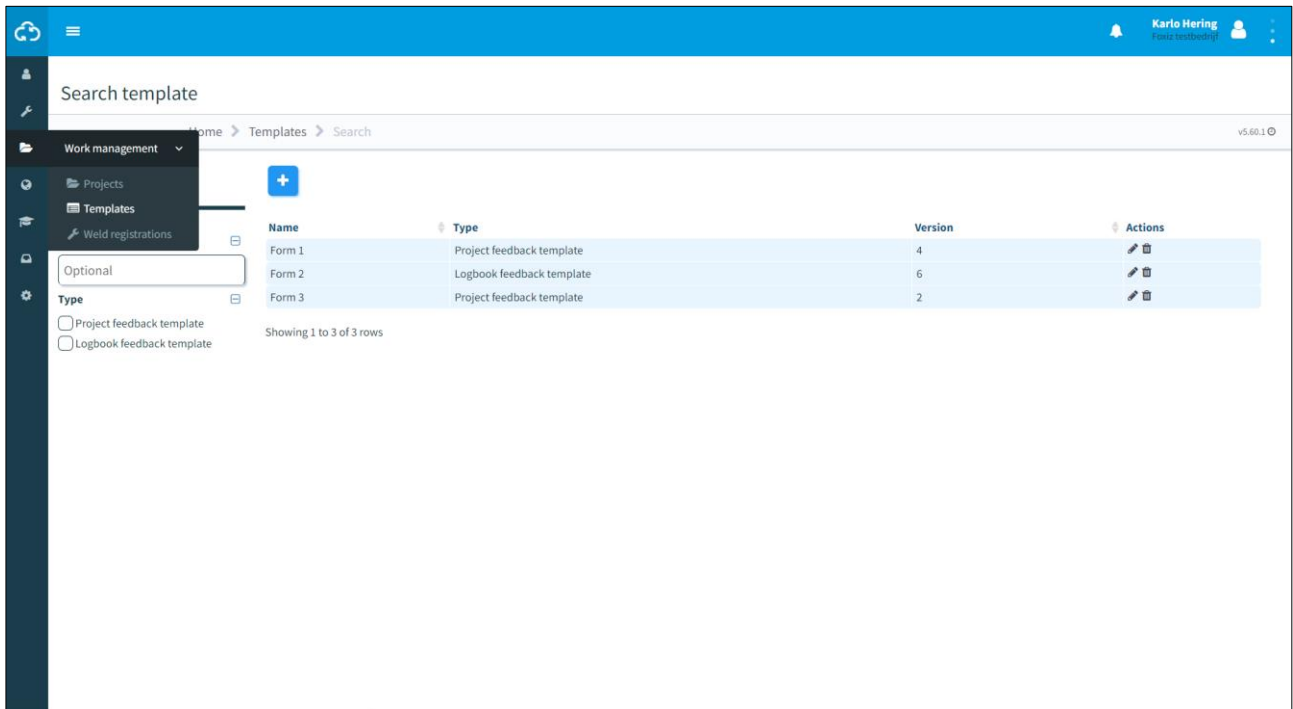 Karlo Hering
Foxiz testbedrijf
Search template
Home > Templates > Search
v5.60.1
Work management
Projects
Templates
Weld registrations
Optional
Type
Project feedback template
Logbook feedback template
Name Type Version Actions
Form 1 Project feedback template 4
Form 2 Logbook feedback template 6
Form 3 Project feedback template 2
Showing 1 to 3 of 3 rows